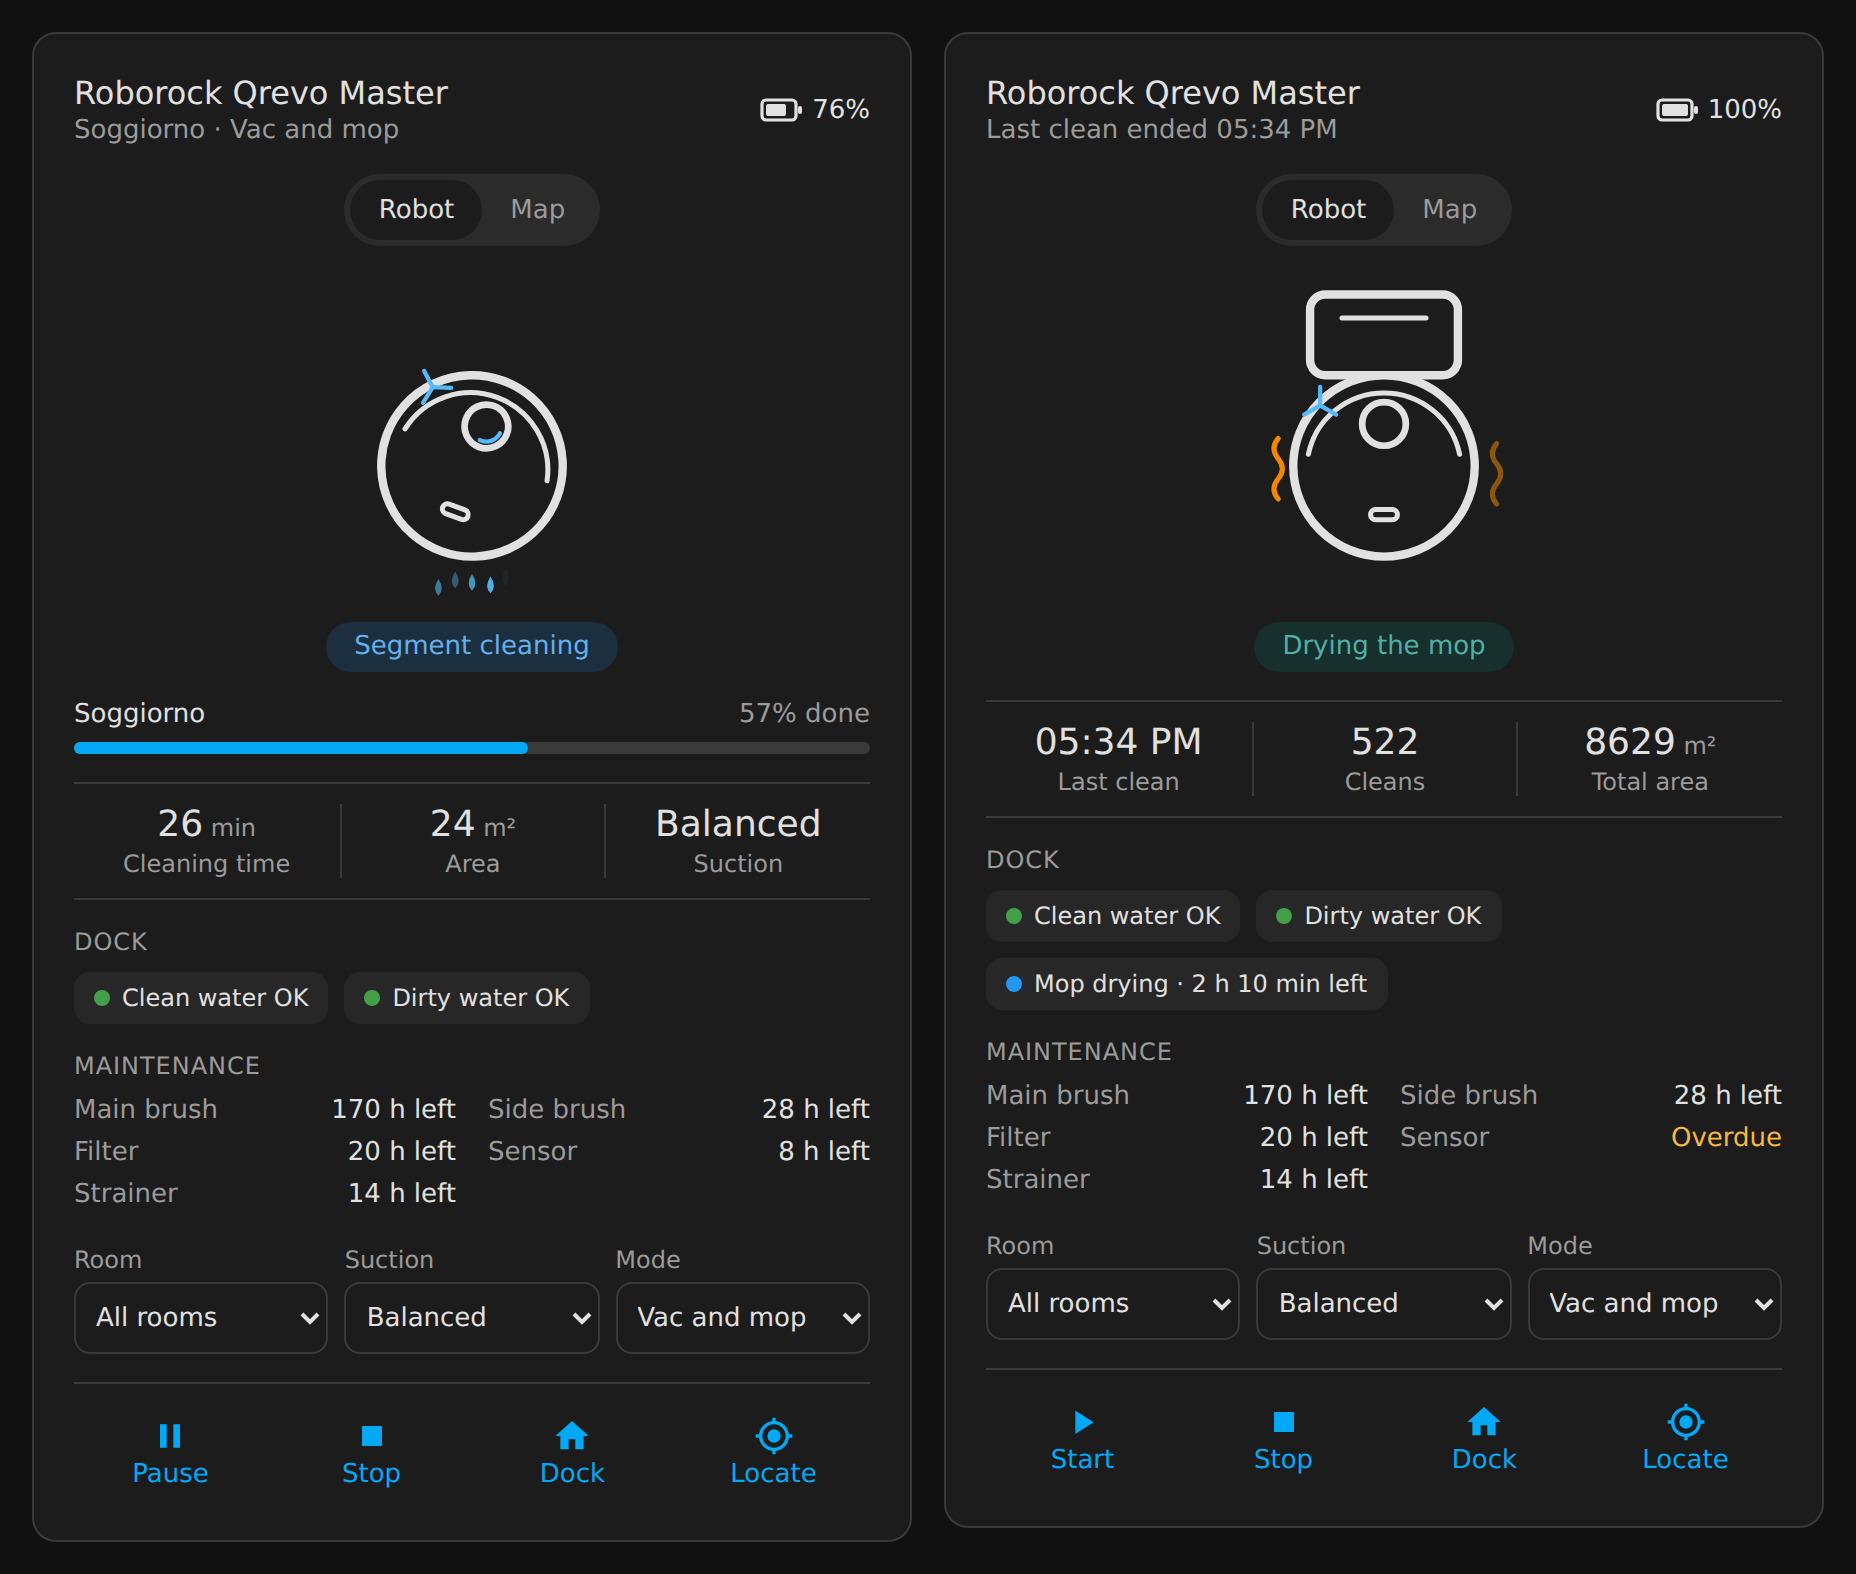 Roborock Qrevo Master
Soggiorno · Vac and mop
76%
Robot
Map
Segment cleaning
Soggiorno
57% done
26 min
Cleaning time
24 m²
Area
Balanced
Suction
DOCK
Clean water OK
Dirty water OK
MAINTENANCE
Main brush 170 h left
Side brush 28 h left
Filter 20 h left
Sensor 8 h left
Strainer 14 h left
Room
All rooms
Suction
Balanced
Mode
Vac and mop
Pause
Stop
Dock
Locate
Roborock Qrevo Master
Last clean ended 05:34 PM
100%
Robot
Map
Drying the mop
05:34 PM
Last clean
522
Cleans
8629 m²
Total area
DOCK
Clean water OK
Dirty water OK
Mop drying · 2 h 10 min left
MAINTENANCE
Main brush 170 h left
Side brush 28 h left
Filter 20 h left
Sensor Overdue
Strainer 14 h left
Room
All rooms
Suction
Balanced
Mode
Vac and mop
Start
Stop
Dock
Locate